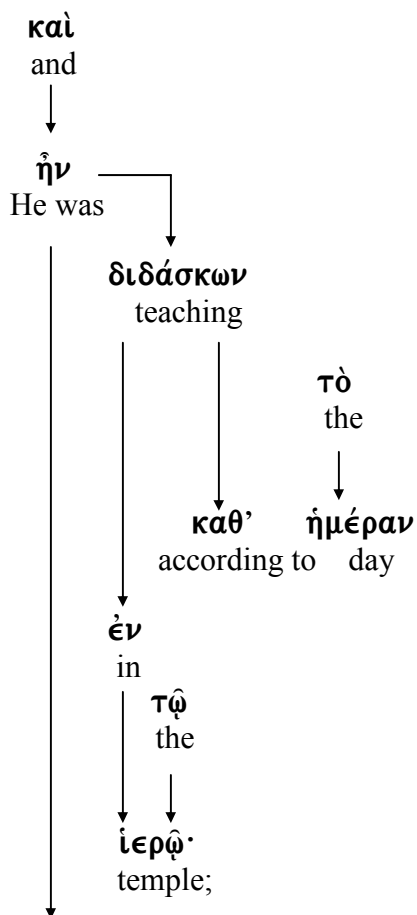 καὶ
and
ἦν
He was
διδάσκων
teaching
τὸ
the
καθ’ ἡμέραν
according to day
ἐν
in
τῷ
the
ἱερῷ·
temple;